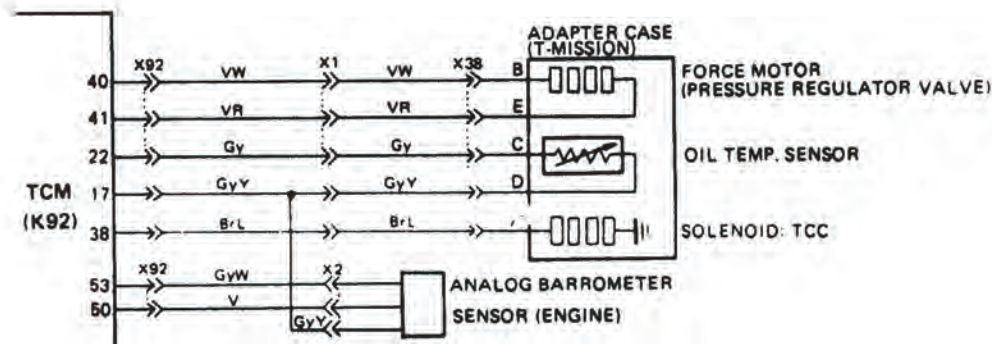 ADAPTER CASE
(T-MISSION)
X92 X1 X38
40 VW VW B FORCE MOTOR
(PRESSURE REGULATOR VALVE)
41 VR VR E
22 Gy Gy C OIL TEMP. SENSOR
TCM
17 GyY GyY D
(K92)
38 BrL BrL SOLENOID: TCC
X92 X2
53 GyW ANALOG BARROMETER
50 V SENSOR (ENGINE)
GyY